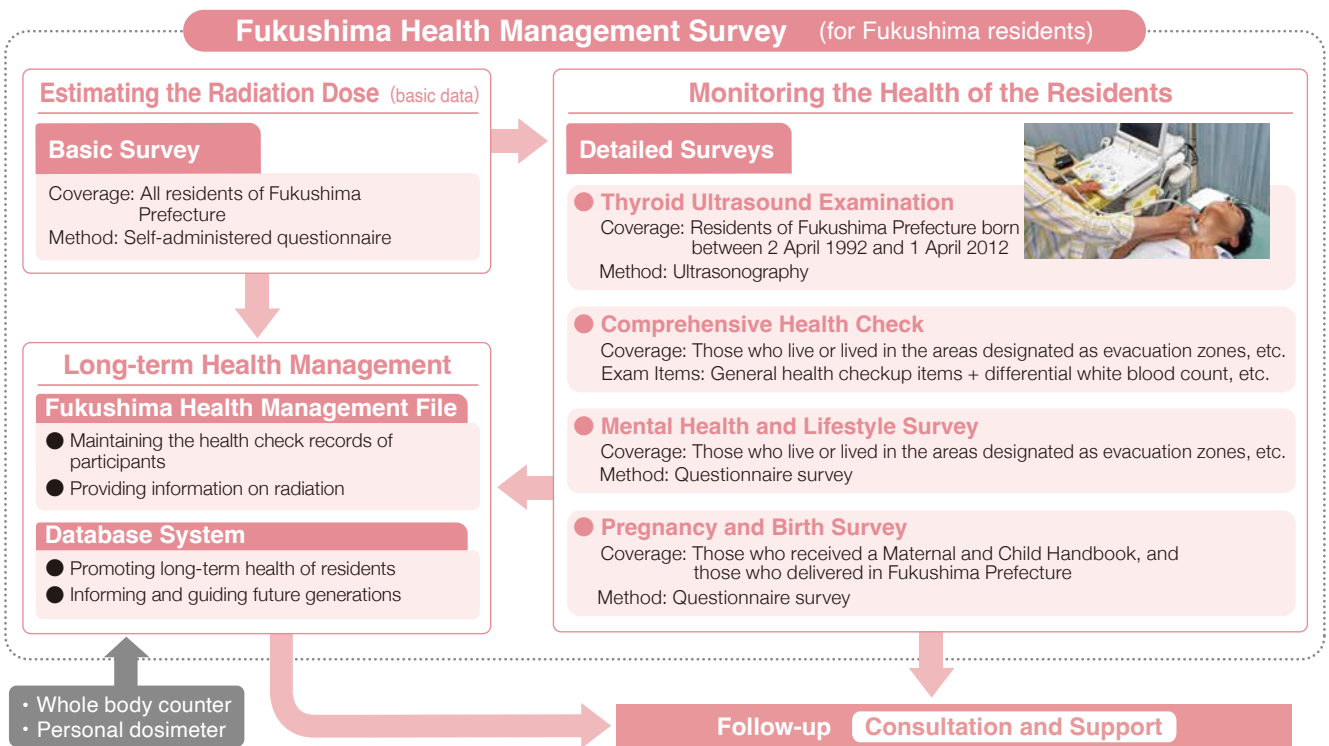 Fukushima Health Management Survey (for Fukushima residents)
Estimating the Radiation Dose (basic data)
Basic Survey
Coverage: All residents of Fukushima
Prefecture
Method: Self-administered questionnaire
Long-term Health Management
Fukushima Health Management File
● Maintaining the health check records of
participants
● Providing information on radiation
Database System
● Promoting long-term health of residents
● Informing and guiding future generations
・Whole body counter
・Personal dosimeter
Monitoring the Health of the Residents
Detailed Surveys
● Thyroid Ultrasound Examination
Coverage: Residents of Fukushima Prefecture born
between 2 April 1992 and 1 April 2012
Method: Ultrasonography
● Comprehensive Health Check
Coverage: Those who live or lived in the areas designated as evacuation zones, etc.
Exam Items: General health checkup items + differential white blood count, etc.
● Mental Health and Lifestyle Survey
Coverage: Those who live or lived in the areas designated as evacuation zones, etc.
Method: Questionnaire survey
● Pregnancy and Birth Survey
Coverage: Those who received a Maternal and Child Handbook, and
those who delivered in Fukushima Prefecture
Method: Questionnaire survey
Follow-up Consultation and Support